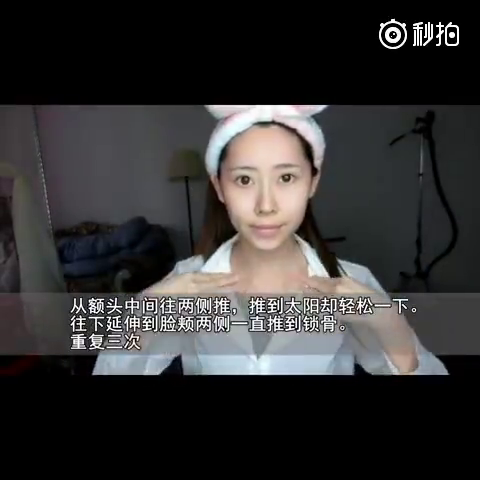 秒拍
从额头中间往两侧推，推到太阳却轻松一下。
往下延伸到脸颊两侧一直推到锁骨。
重复三次